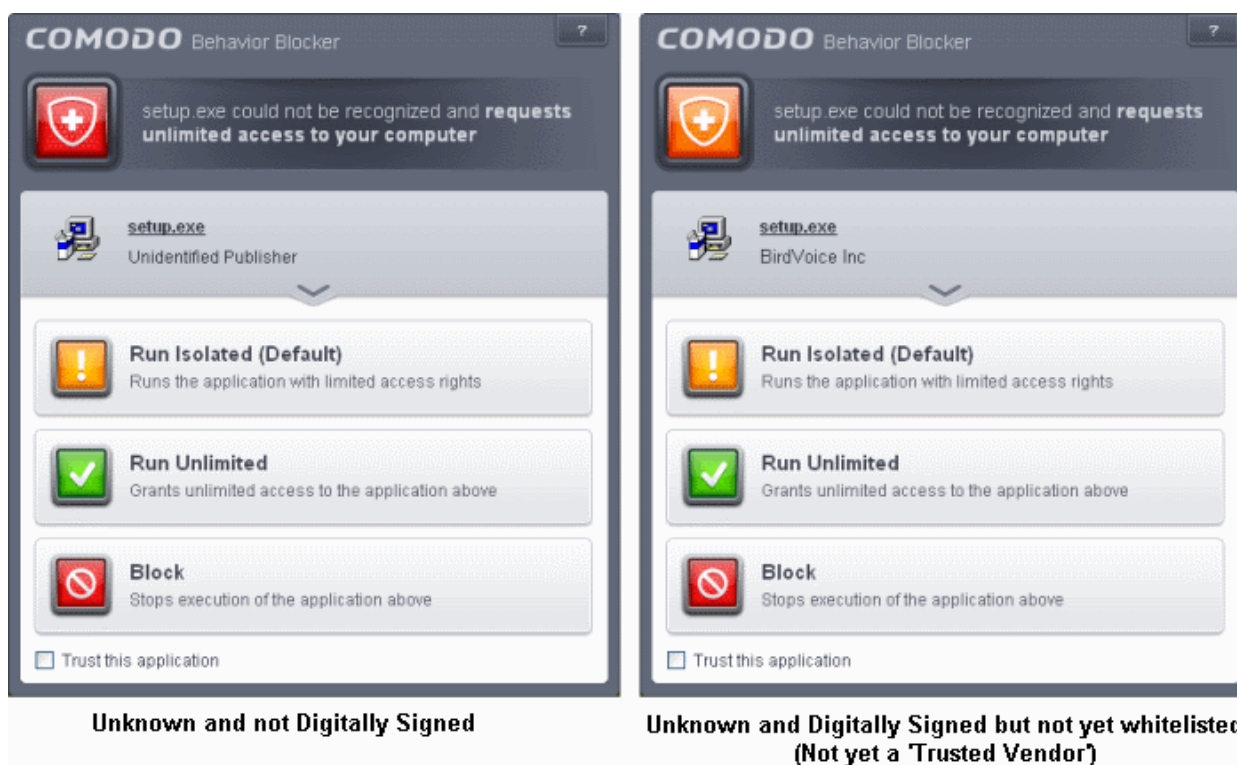 COMODO Behavior Blocker
?
setup.exe could not be recognized and requests
unlimited access to your computer
setup.exe
Unidentified Publisher
Run Isolated (Default)
Runs the application with limited access rights
Run Unlimited
Grants unlimited access to the application above
Block
Stops execution of the application above
Trust this application
Unknown and not Digitally Signed
COMODO Behavior Blocker
?
setup.exe could not be recognized and requests
unlimited access to your computer
setup.exe
BirdVoice Inc
Run Isolated (Default)
Runs the application with limited access rights
Run Unlimited
Grants unlimited access to the application above
Block
Stops execution of the application above
Trust this application
Unknown and Digitally Signed but not yet whitelisted
(Not yet a 'Trusted Vendor')